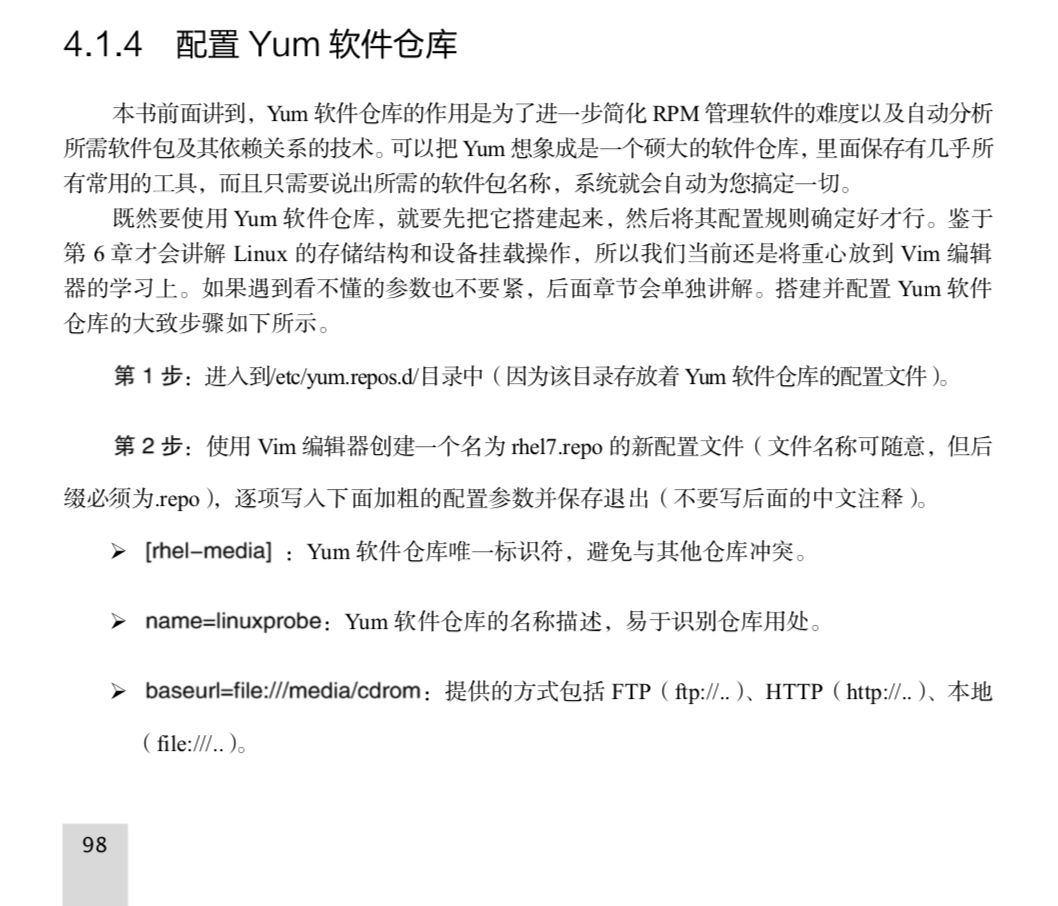 4.1.4 配置 Yum 软件仓库
本书前面讲到，Yum 软件仓库的作用是为了进一步简化 RPM 管理软件的难度以及自动分析
所需软件包及其依赖关系的技术。可以把 Yum 想象成是一个硕大的软件仓库，里面保存有几乎所
有常用的工具，而且只需要说出所需的软件包名称，系统就会自动为您搞定一切。
既然要使用 Yum 软件仓库，就要先把它搭建起来，然后将其配置规则确定好才行。鉴于
第 6 章才会讲解 Linux 的存储结构和设备挂载操作，所以我们当前还是将重心放到 Vim 编辑
器的学习上。如果遇到看不懂的参数也不要紧，后面章节会单独讲解。搭建并配置 Yum 软件
仓库的大致步骤如下所示。
第 1 步：进入到/etc/yum.repos.d/目录中（因为该目录存放着 Yum 软件仓库的配置文件）。
第 2 步：使用 Vim 编辑器创建一个名为 rhel7.repo 的新配置文件（文件名称可随意，但后
缀必须为.repo），逐项写入下面加粗的配置参数并保存退出（不要写后面的中文注释）。
➢ [rhel-media] ：Yum 软件仓库唯一标识符，避免与其他仓库冲突。
➢ name=linuxprobe：Yum 软件仓库的名称描述，易于识别仓库用处。
➢ baseurl=file:///media/cdrom：提供的方式包括 FTP（ftp://..）、HTTP（http://..）、本地
（file:///..）。
98